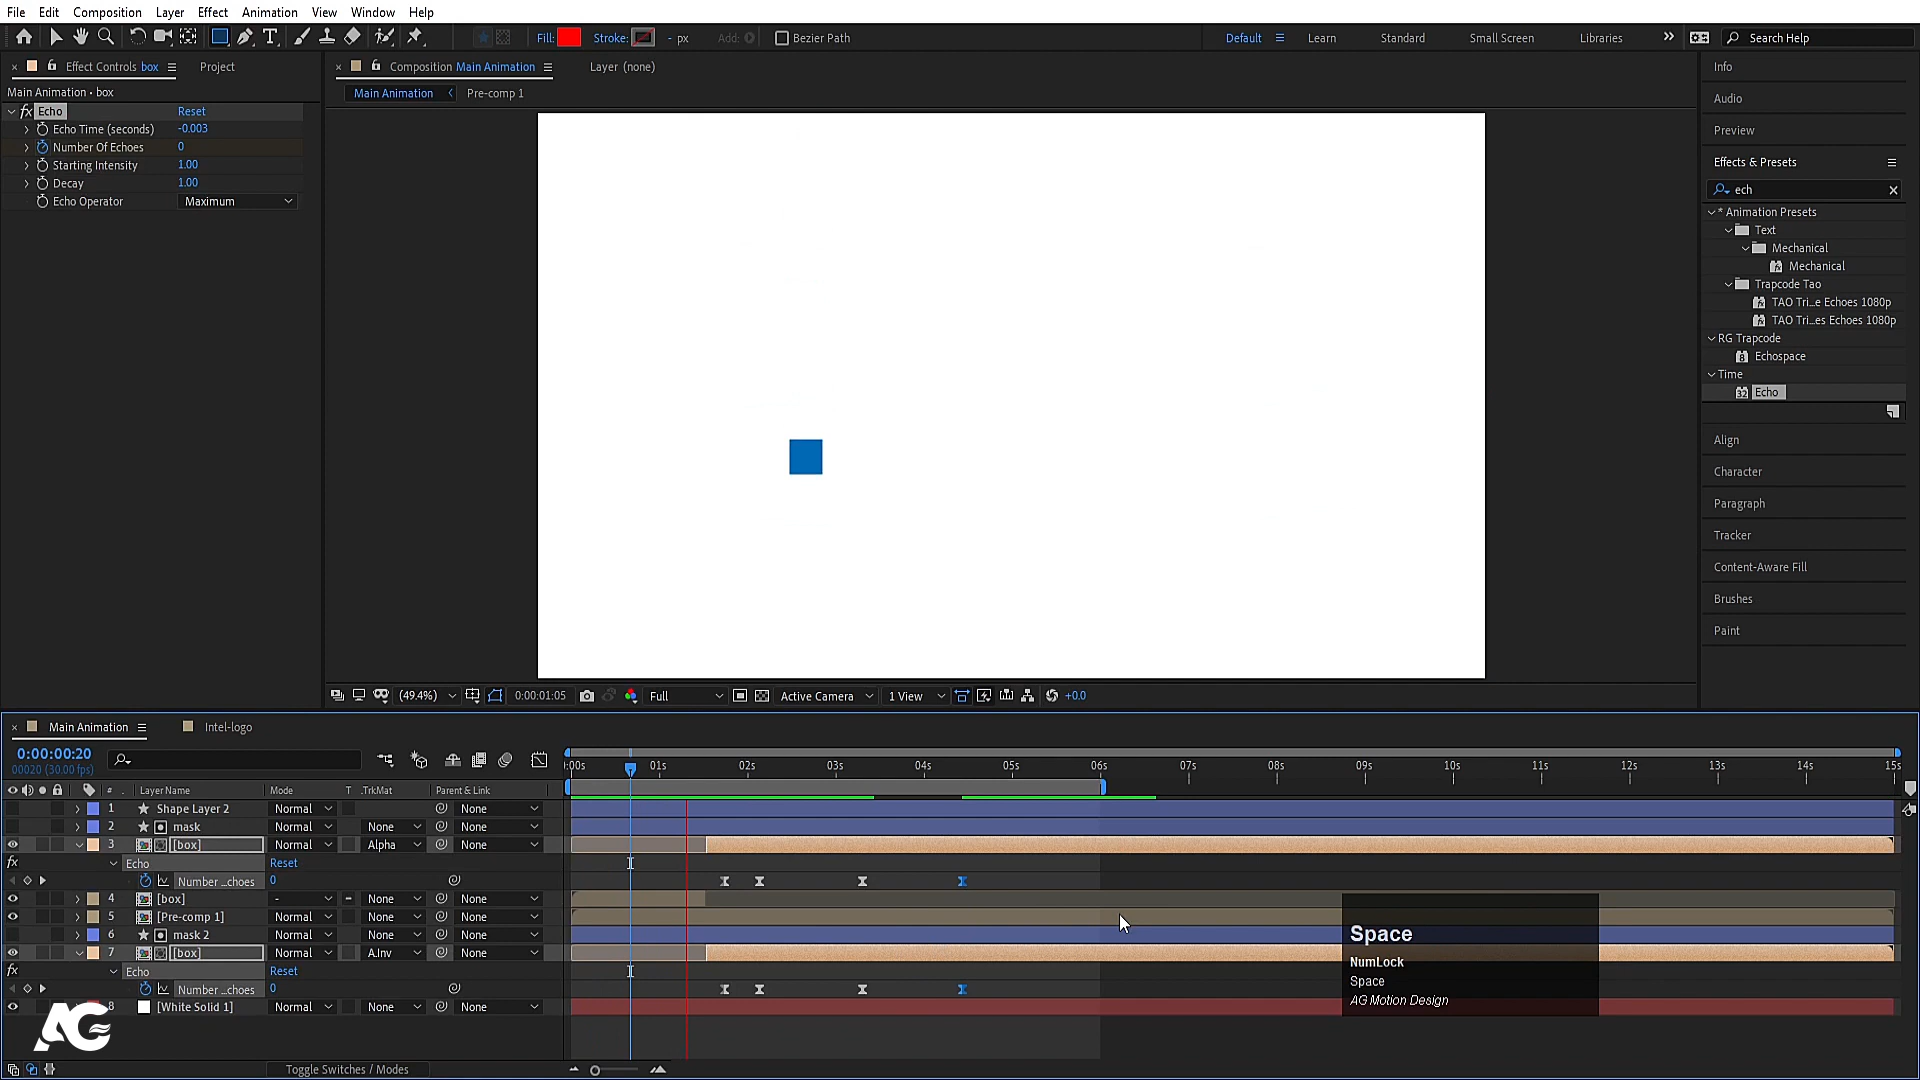 File Edit Composition Layer Effect Animation View Window Help
Fill: Stroke: - px Add: Bezier Path Default Learn Standard Small Screen Libraries Search Help
Effect Controls box Project
Composition Main Animation Layer (none)
Info
Main Animation • box
Main Animation Pre-comp 1
Audio
fx Echo Reset
Echo Time (seconds) -0.003
Number Of Echoes 0
Starting Intensity 1.00
Decay 1.00
Echo Operator Maximum
Preview
Effects & Presets
ech
* Animation Presets
Text
Mechanical
Mechanical
Trapcode Tao
TAO Tri...e Echoes 1080p
TAO Tri...es Echoes 1080p
RG Trapcode
Echospace
Time
Echo
Align
Character
Paragraph
Tracker
Content-Aware Fill
Brushes
Paint
(49.4%) 0:00:01:05 Full Active Camera 1 View +0.0
Main Animation Intel-logo
0:00:00:20
00020 (30.00 fps)
:00s 01s 02s 03s 04s 05s 06s 07s 08s 09s 10s 11s 12s 13s 14s 15s
# . Layer Name Mode T .TrkMat Parent & Link
1 Shape Layer 2 Normal None
2 mask Normal None None
3 [box] Normal Alpha None
fx Echo Reset
Number ...choes 0
4 [box] - None None
5 [Pre-comp 1] Normal None None
6 mask 2 Normal None None
7 [box] Normal A.Inv None
fx Echo Reset
Number ...choes 0
8 [White Solid 1] Normal None None
Toggle Switches / Modes
Space
NumLock
Space
AG Motion Design
AG